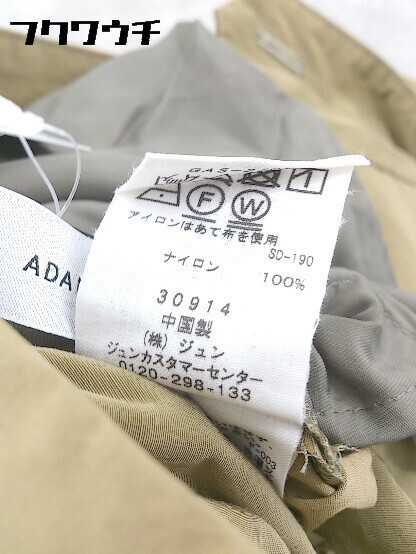 フクウチ
アイロンはあて布を使用
SD-190
ナイロン 100%
30914
中国製
(株)ジュン
ジュンカスタマーセンター
0120-298-133
ADA
F
W